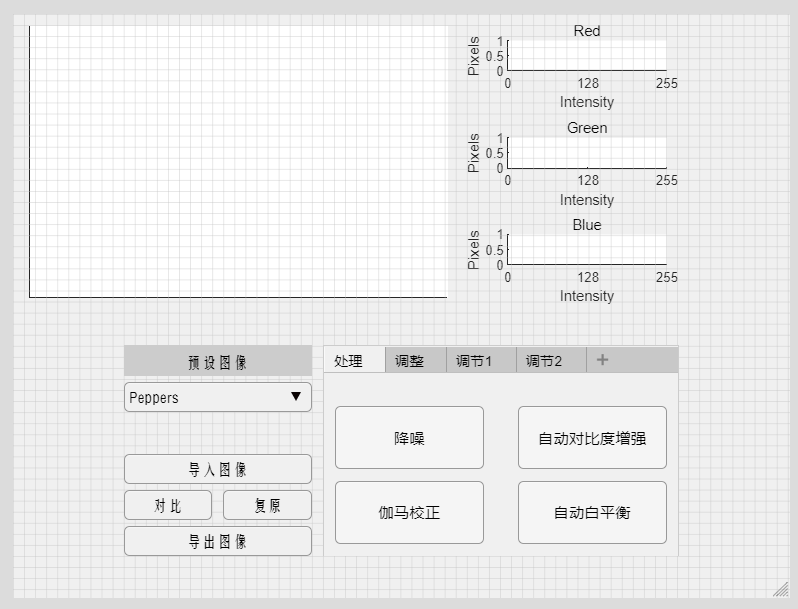 Red
Pixels
1
0.5
0
0 128 255
Intensity
Green
Pixels
1
0.5
0
0 128 255
Intensity
Blue
Pixels
1
0.5
0
0 128 255
Intensity
预设图像
Peppers
导入图像
对比 复原
导出图像
处理 调整 调节1 调节2 +
降噪 自动对比度增强
伽马校正 自动白平衡